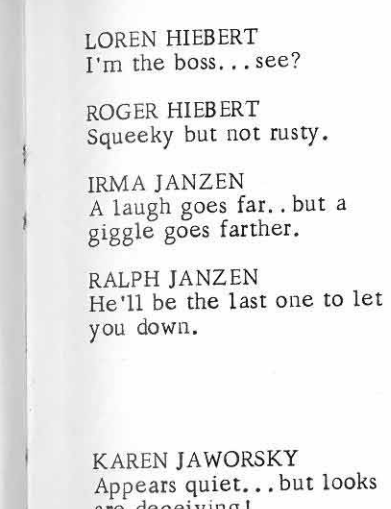 LOREN HIEBERT
I'm the boss...see?
ROGER HIEBERT
Squeeky but not rusty.
IRMA JANZEN
A laugh goes far..but a
giggle goes farther.
RALPH JANZEN
He'll be the last one to let
you down.
KAREN JAWORSKY
Appears quiet...but looks
are deceiving!